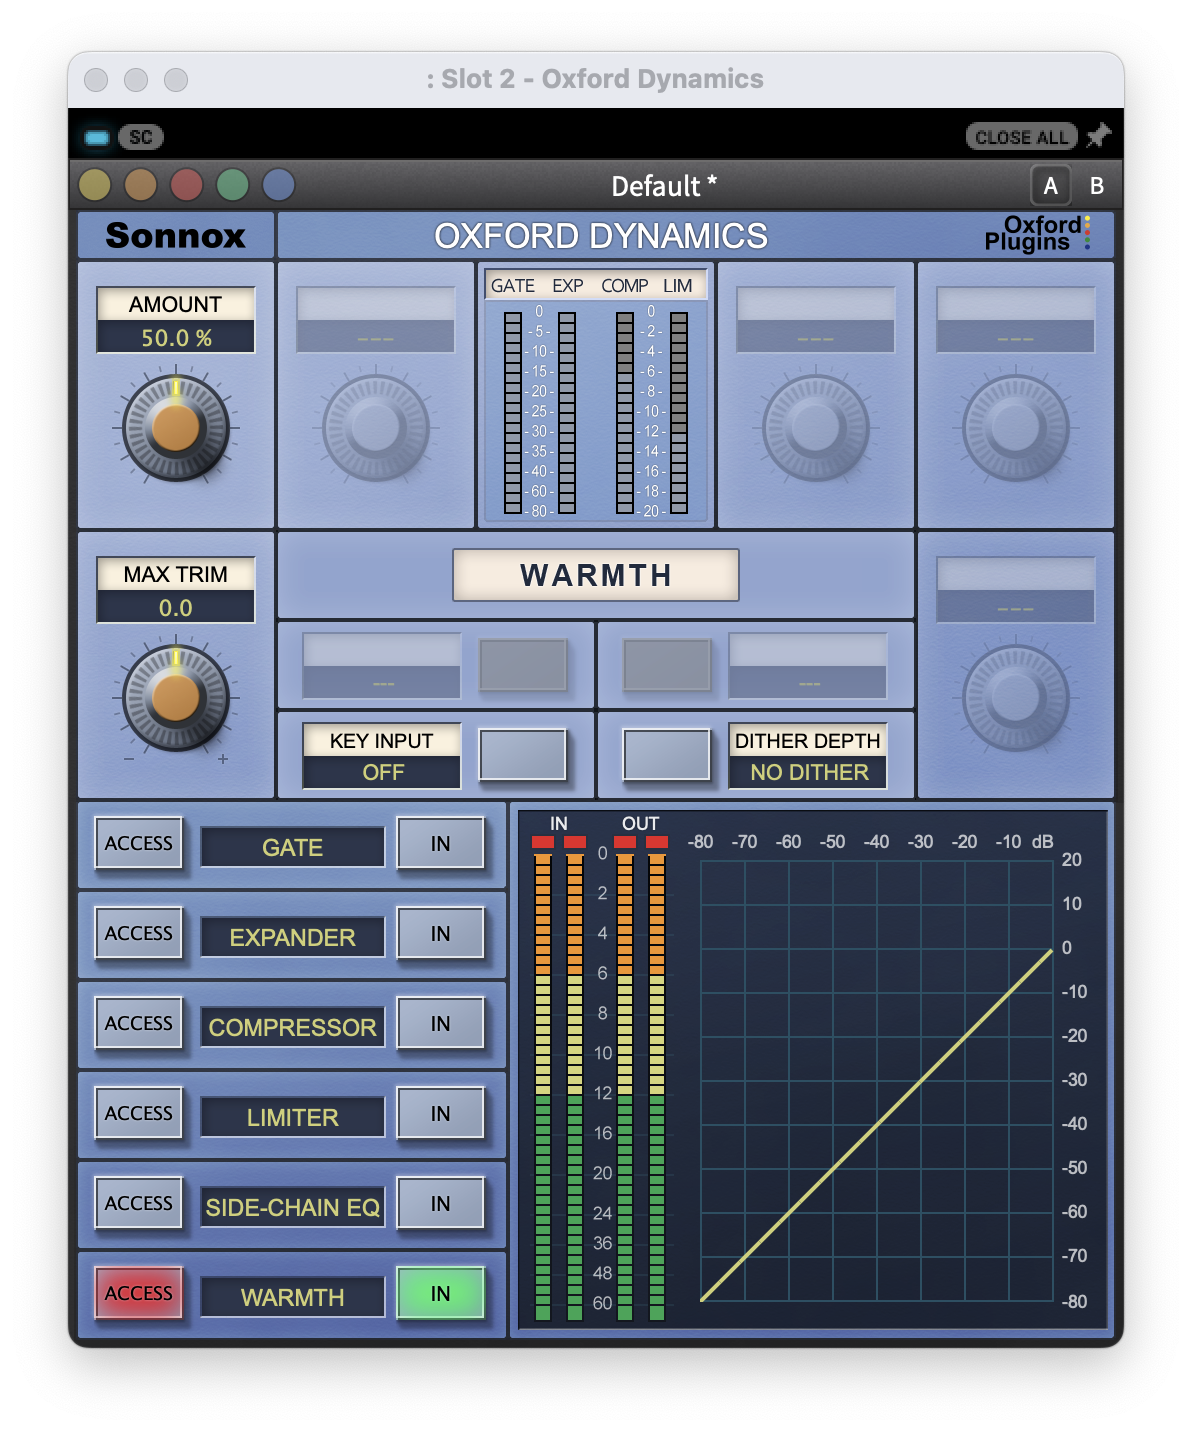 : Slot 2 - Oxford Dynamics
SC
CLOSE ALL
Default *
A B
Sonnox
OXFORD DYNAMICS
Oxford
Plugins
AMOUNT
50.0 %
---
GATE EXP COMP LIM
0 0
-5- -2-
-10- -4-
-15- -6-
-20- -8-
-25- -10-
-30- -12-
-35- -14-
-40- -16-
-60- -18-
-80- -20-
---
---
MAX TRIM
0.0
- +
WARMTH
---
---
---
KEY INPUT
OFF
DITHER DEPTH
NO DITHER
ACCESS GATE IN
ACCESS EXPANDER IN
ACCESS COMPRESSOR IN
ACCESS LIMITER IN
ACCESS SIDE-CHAIN EQ IN
ACCESS WARMTH IN
IN OUT
0
2
4
6
8
10
12
16
20
24
36
48
60
-80 -70 -60 -50 -40 -30 -20 -10 dB
20
10
0
-10
-20
-30
-40
-50
-60
-70
-80